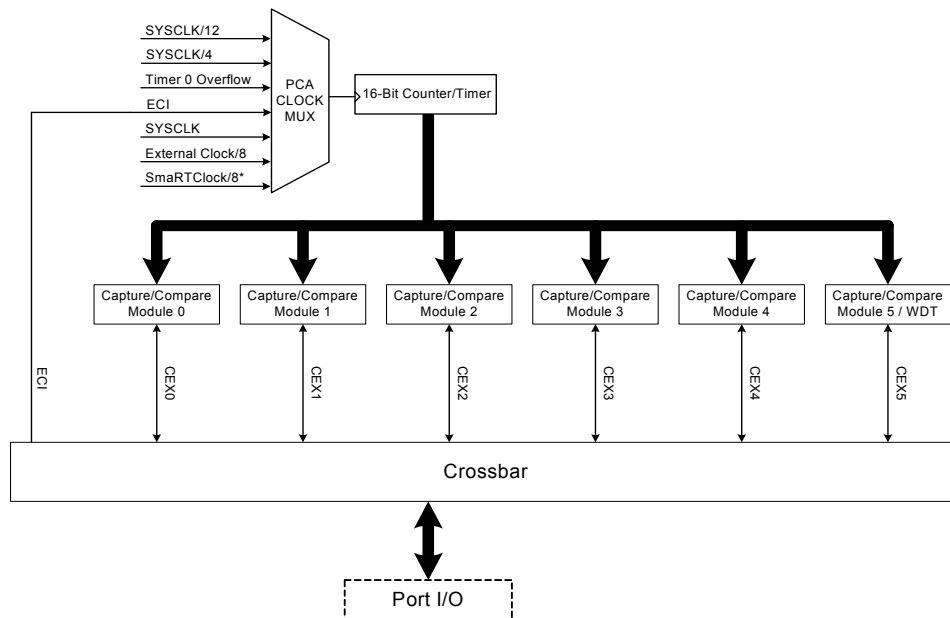 SYSCLK/12
SYSCLK/4
Timer 0 Overflow
ECI
SYSCLK
External Clock/8
SmaRTClock/8*
PCA
CLOCK
MUX
16-Bit Counter/Timer
Capture/Compare
Module 0
Capture/Compare
Module 1
Capture/Compare
Module 2
Capture/Compare
Module 3
Capture/Compare
Module 4
Capture/Compare
Module 5 / WDT
ECI
CEX0
CEX1
CEX2
CEX3
CEX4
CEX5
Crossbar
Port I/O